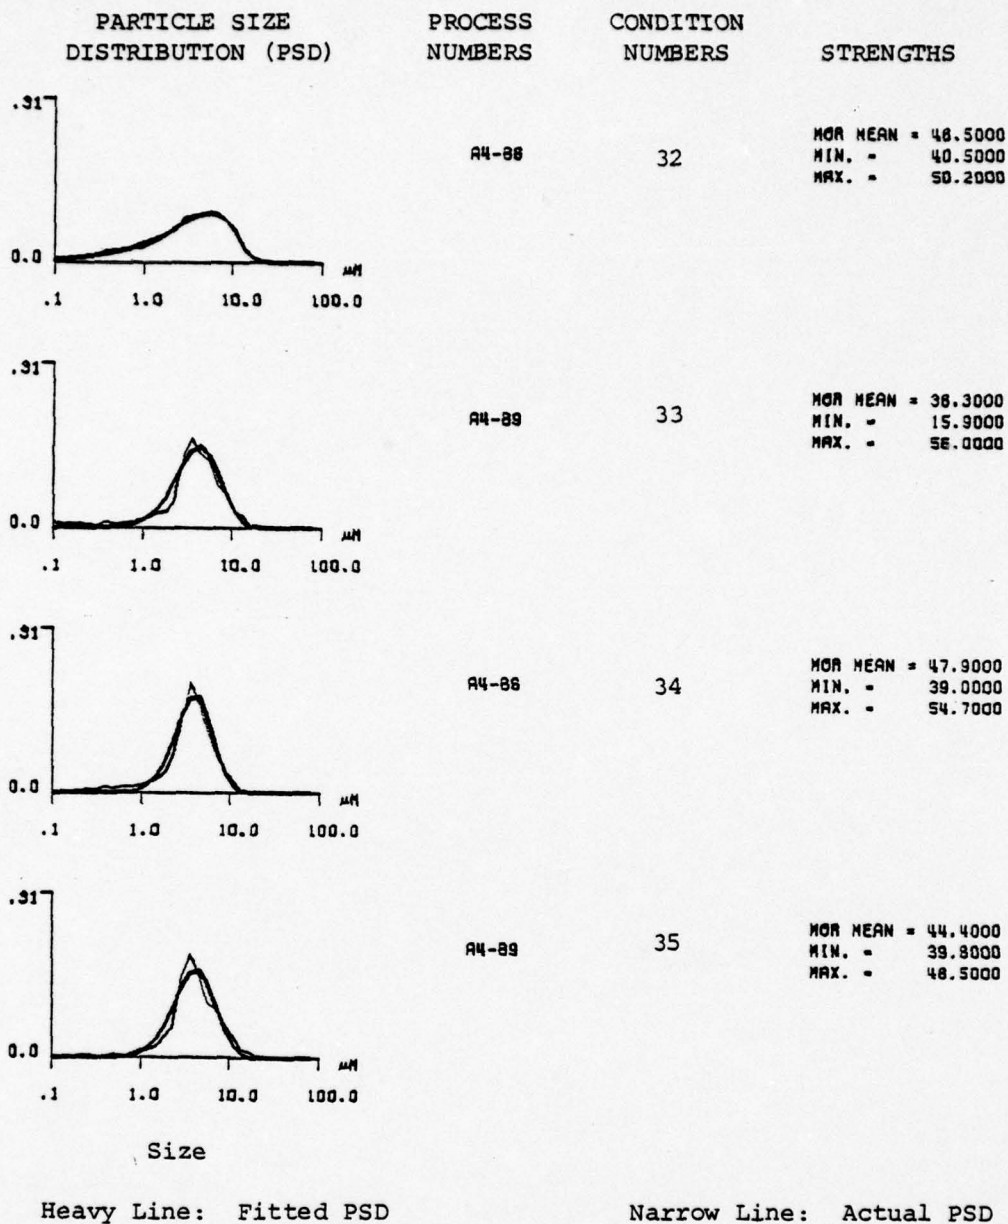 PARTICLE SIZE DISTRIBUTION (PSD)
PROCESS NUMBERS
CONDITION NUMBERS
STRENGTHS
.31
0.0
.1 1.0 10.0 100.0
µM
A4-88
32
MOR MEAN = 46.5000
MIN. = 40.5000
MAX. = 50.2000
.31
0.0
.1 1.0 10.0 100.0
µM
A4-89
33
MOR MEAN = 36.3000
MIN. = 15.9000
MAX. = 56.0000
.31
0.0
.1 1.0 10.0 100.0
µM
A4-88
34
MOR MEAN = 47.9000
MIN. = 39.0000
MAX. = 54.7000
.31
0.0
.1 1.0 10.0 100.0
µM
A4-89
35
MOR MEAN = 44.4000
MIN. = 39.8000
MAX. = 48.5000
Size
Heavy Line: Fitted PSD
Narrow Line: Actual PSD